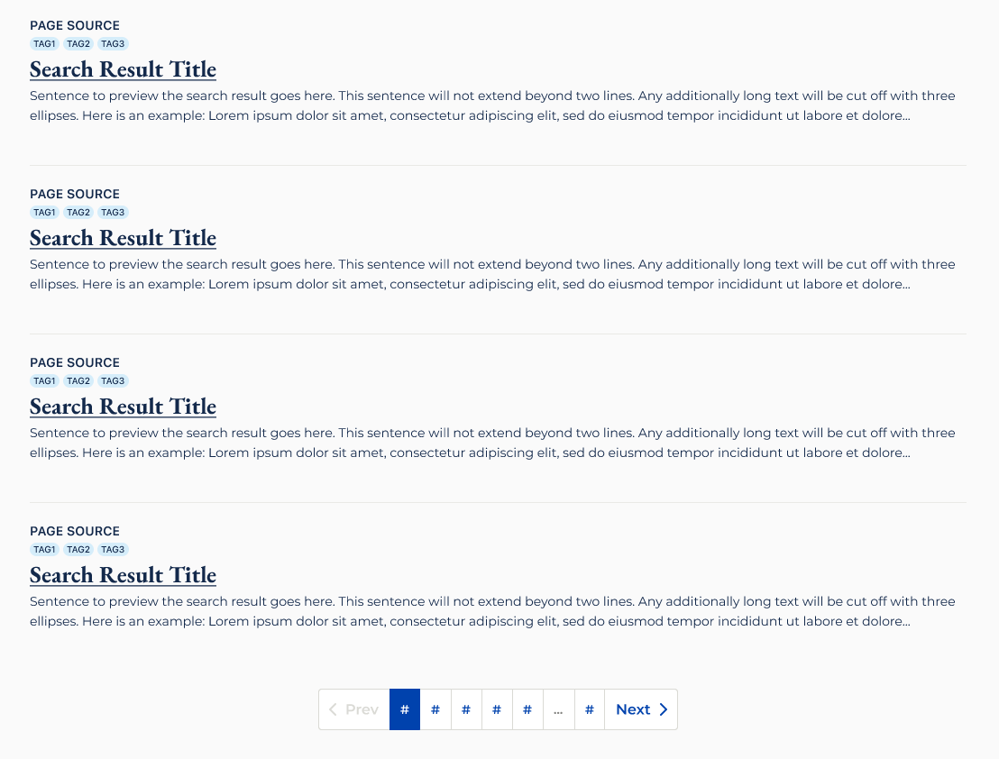 PAGE SOURCE
TAG1 TAG2 TAG3
Search Result Title
Sentence to preview the search result goes here. This sentence will not extend beyond two lines. Any additionally long text will be cut off with three
ellipses. Here is an example: Lorem ipsum dolor sit amet, consectetur adipiscing elit, sed do eiusmod tempor incididunt ut labore et dolore...
PAGE SOURCE
TAG1 TAG2 TAG3
Search Result Title
Sentence to preview the search result goes here. This sentence will not extend beyond two lines. Any additionally long text will be cut off with three
ellipses. Here is an example: Lorem ipsum dolor sit amet, consectetur adipiscing elit, sed do eiusmod tempor incididunt ut labore et dolore...
PAGE SOURCE
TAG1 TAG2 TAG3
Search Result Title
Sentence to preview the search result goes here. This sentence will not extend beyond two lines. Any additionally long text will be cut off with three
ellipses. Here is an example: Lorem ipsum dolor sit amet, consectetur adipiscing elit, sed do eiusmod tempor incididunt ut labore et dolore...
PAGE SOURCE
TAG1 TAG2 TAG3
Search Result Title
Sentence to preview the search result goes here. This sentence will not extend beyond two lines. Any additionally long text will be cut off with three
ellipses. Here is an example: Lorem ipsum dolor sit amet, consectetur adipiscing elit, sed do eiusmod tempor incididunt ut labore et dolore...
Prev # # # # # ... # Next